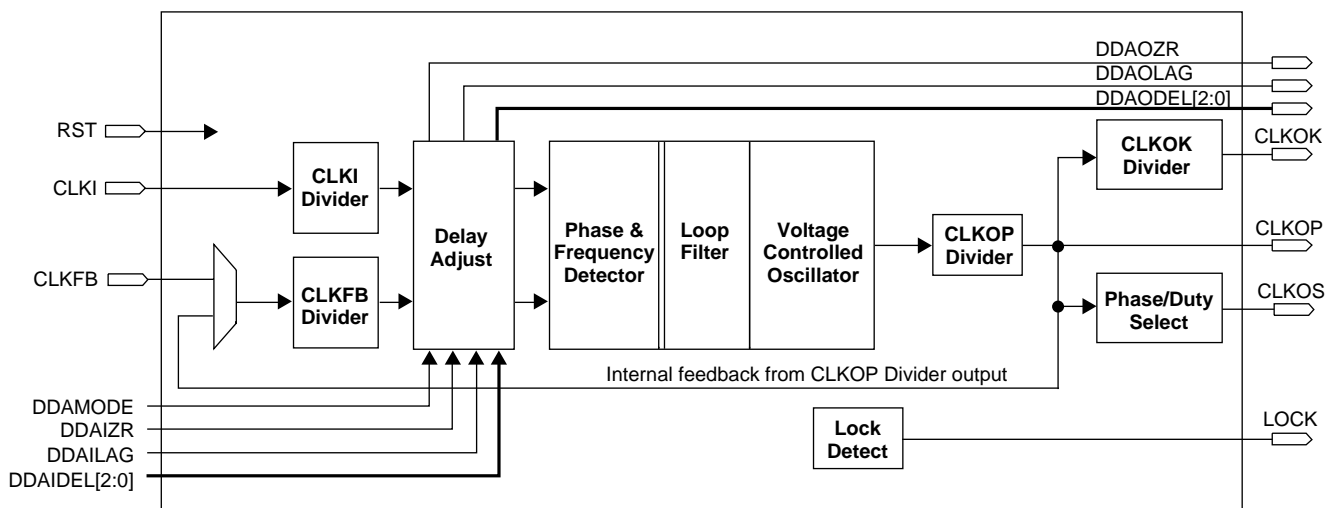 DDAOZR
DDAOLAG
DDAODEL[2:0]
RST
CLKOK
Divider
CLKOK
CLKI
CLKI
Divider
Delay
Adjust
Phase &
Frequency
Detector
Loop
Filter
Voltage
Controlled
Oscillator
CLKOP
Divider
CLKOP
CLKFB
CLKFB
Divider
Phase/Duty
Select
CLKOS
Internal feedback from CLKOP Divider output
DDAMODE
DDAIZR
DDAILAG
DDAIDEL[2:0]
Lock
Detect
LOCK